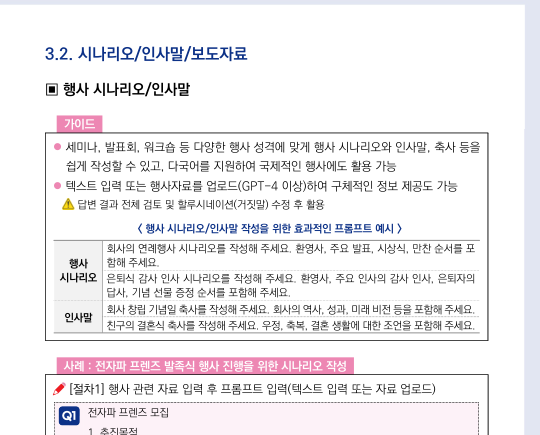 3.2. 시나리오/인사말/보도자료
▣ 행사 시나리오/인사말
가이드
● 세미나, 발표회, 워크숍 등 다양한 행사 성격에 맞게 행사 시나리오와 인사말, 축사 등을
쉽게 작성할 수 있고, 다국어를 지원하여 국제적인 행사에도 활용 가능
● 텍스트 입력 또는 행사자료를 업로드(GPT-4 이상)하여 구체적인 정보 제공도 가능
⚠ 답변 결과 전체 검토 및 할루시네이션(거짓말) 수정 후 활용
< 행사 시나리오/인사말 작성을 위한 효과적인 프롬프트 예시 >
행사
시나리오
회사의 연례행사 시나리오를 작성해 주세요. 환영사, 주요 발표, 시상식, 만찬 순서를 포
함해 주세요.
은퇴식 감사 인사 시나리오를 작성해 주세요. 환영사, 주요 인사의 감사 인사, 은퇴자의
답사, 기념 선물 증정 순서를 포함해 주세요.
인사말
회사 창립 기념일 축사를 작성해 주세요. 회사의 역사, 성과, 미래 비전 등을 포함해 주세요.
친구의 결혼식 축사를 작성해 주세요. 우정, 축복, 결혼 생활에 대한 조언을 포함해 주세요.
사례 : 전자파 프렌즈 발족식 행사 진행을 위한 시나리오 작성
[절차1] 행사 관련 자료 입력 후 프롬프트 입력(텍스트 입력 또는 자료 업로드)
Q1 전자파 프렌즈 모집
1. 추진목적